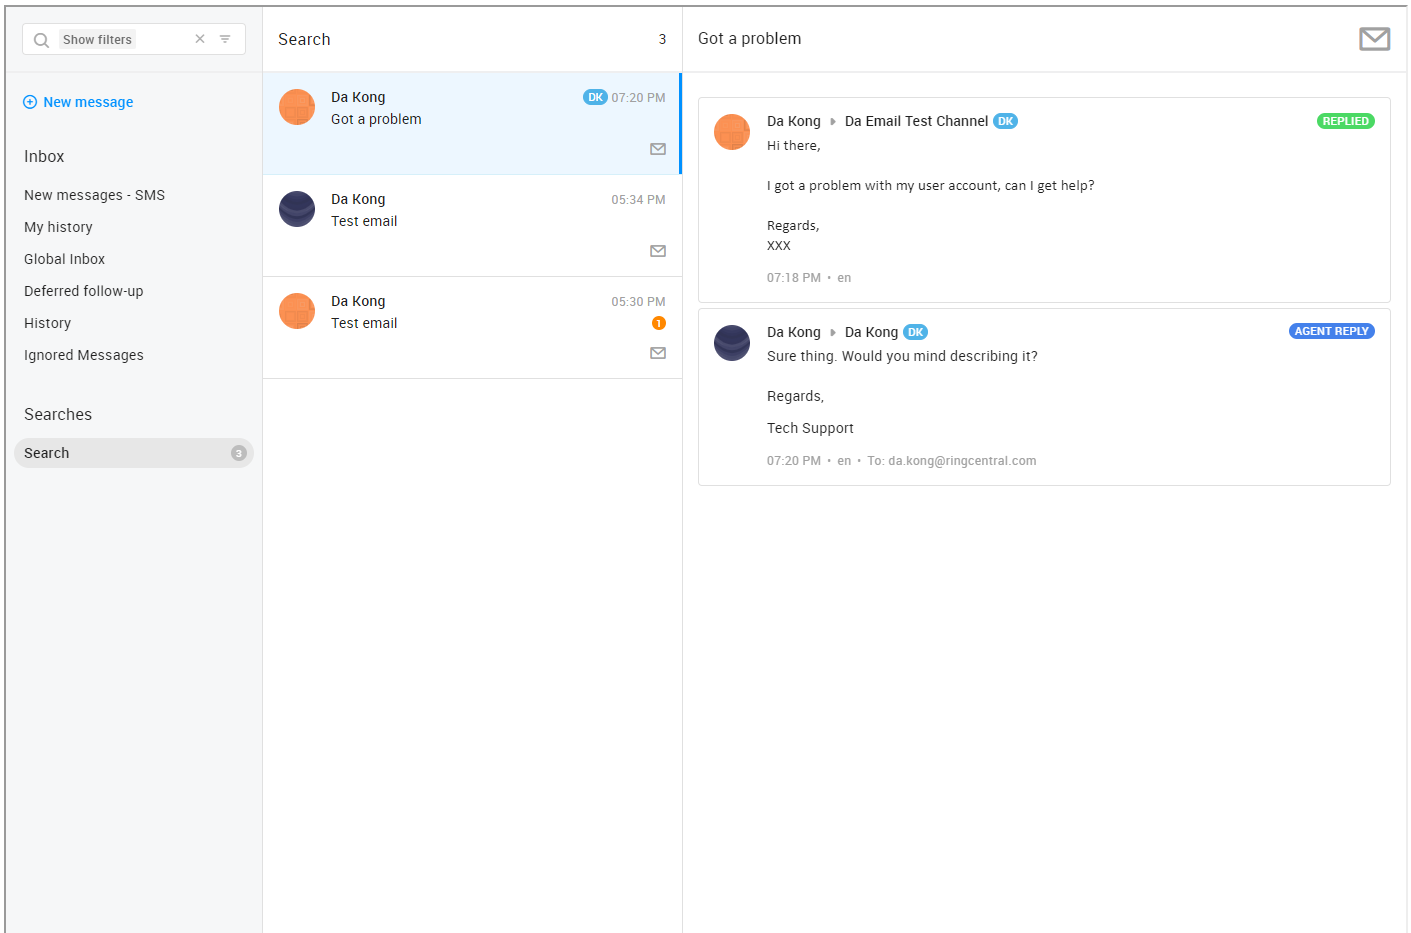 Show filters
New message
Inbox
New messages - SMS
My history
Global Inbox
Deferred follow-up
History
Ignored Messages
Searches
Search 3
Search 3
Da Kong DK 07:20 PM
Got a problem
Da Kong 05:34 PM
Test email
Da Kong 05:30 PM
Test email 1
Got a problem
Da Kong Da Email Test Channel DK REPLIED
Hi there,
I got a problem with my user account, can I get help?
Regards,
XXX
07:18 PM • en
Da Kong Da Kong DK AGENT REPLY
Sure thing. Would you mind describing it?
Regards,
Tech Support
07:20 PM • en • To: da.kong@ringcentral.com